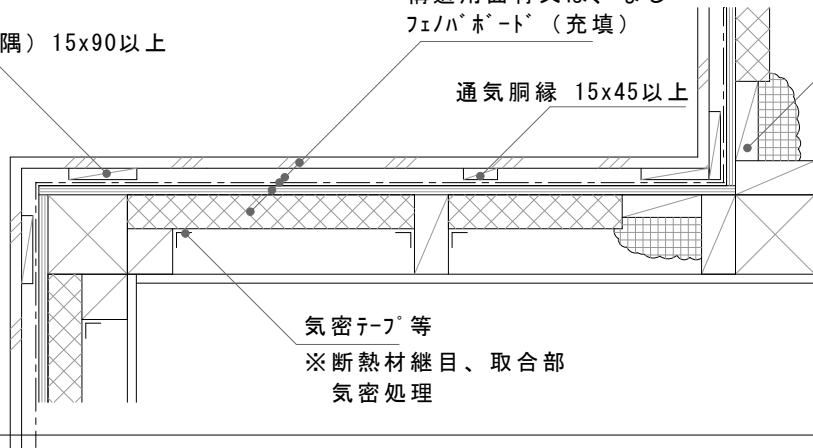 フェノバボード（充填）
隅）15x90以上
通気胴縁 15x45以上
気密テープ等
※断熱材継目、取合部
気密処理